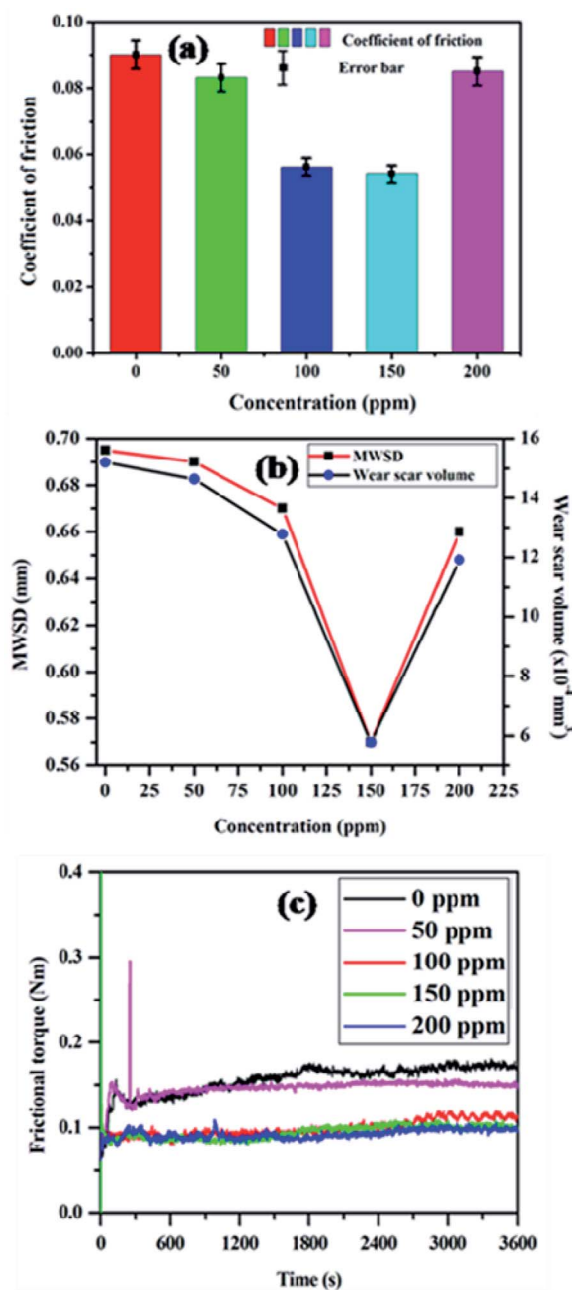 (a)
Coefficient of friction
Error bar
Coefficient of friction
0.10
0.08
0.06
0.04
0.02
0.00
0 50 100 150 200
Concentration (ppm)
(b)
MWSD
Wear scar volume
MWSD (mm)
0.70
0.68
0.66
0.64
0.62
0.60
0.58
0.56
16
14
12
10
8
6
Wear scar volume (x10⁻⁴ mm³)
0 25 50 75 100 125 150 175 200
Concentration (ppm)
(c)
0 ppm
50 ppm
100 ppm
150 ppm
200 ppm
Frictional torque (Nm)
0.4
0.3
0.2
0.1
0.0
0 600 1200 1800 2400 3000 3600
Time (s)